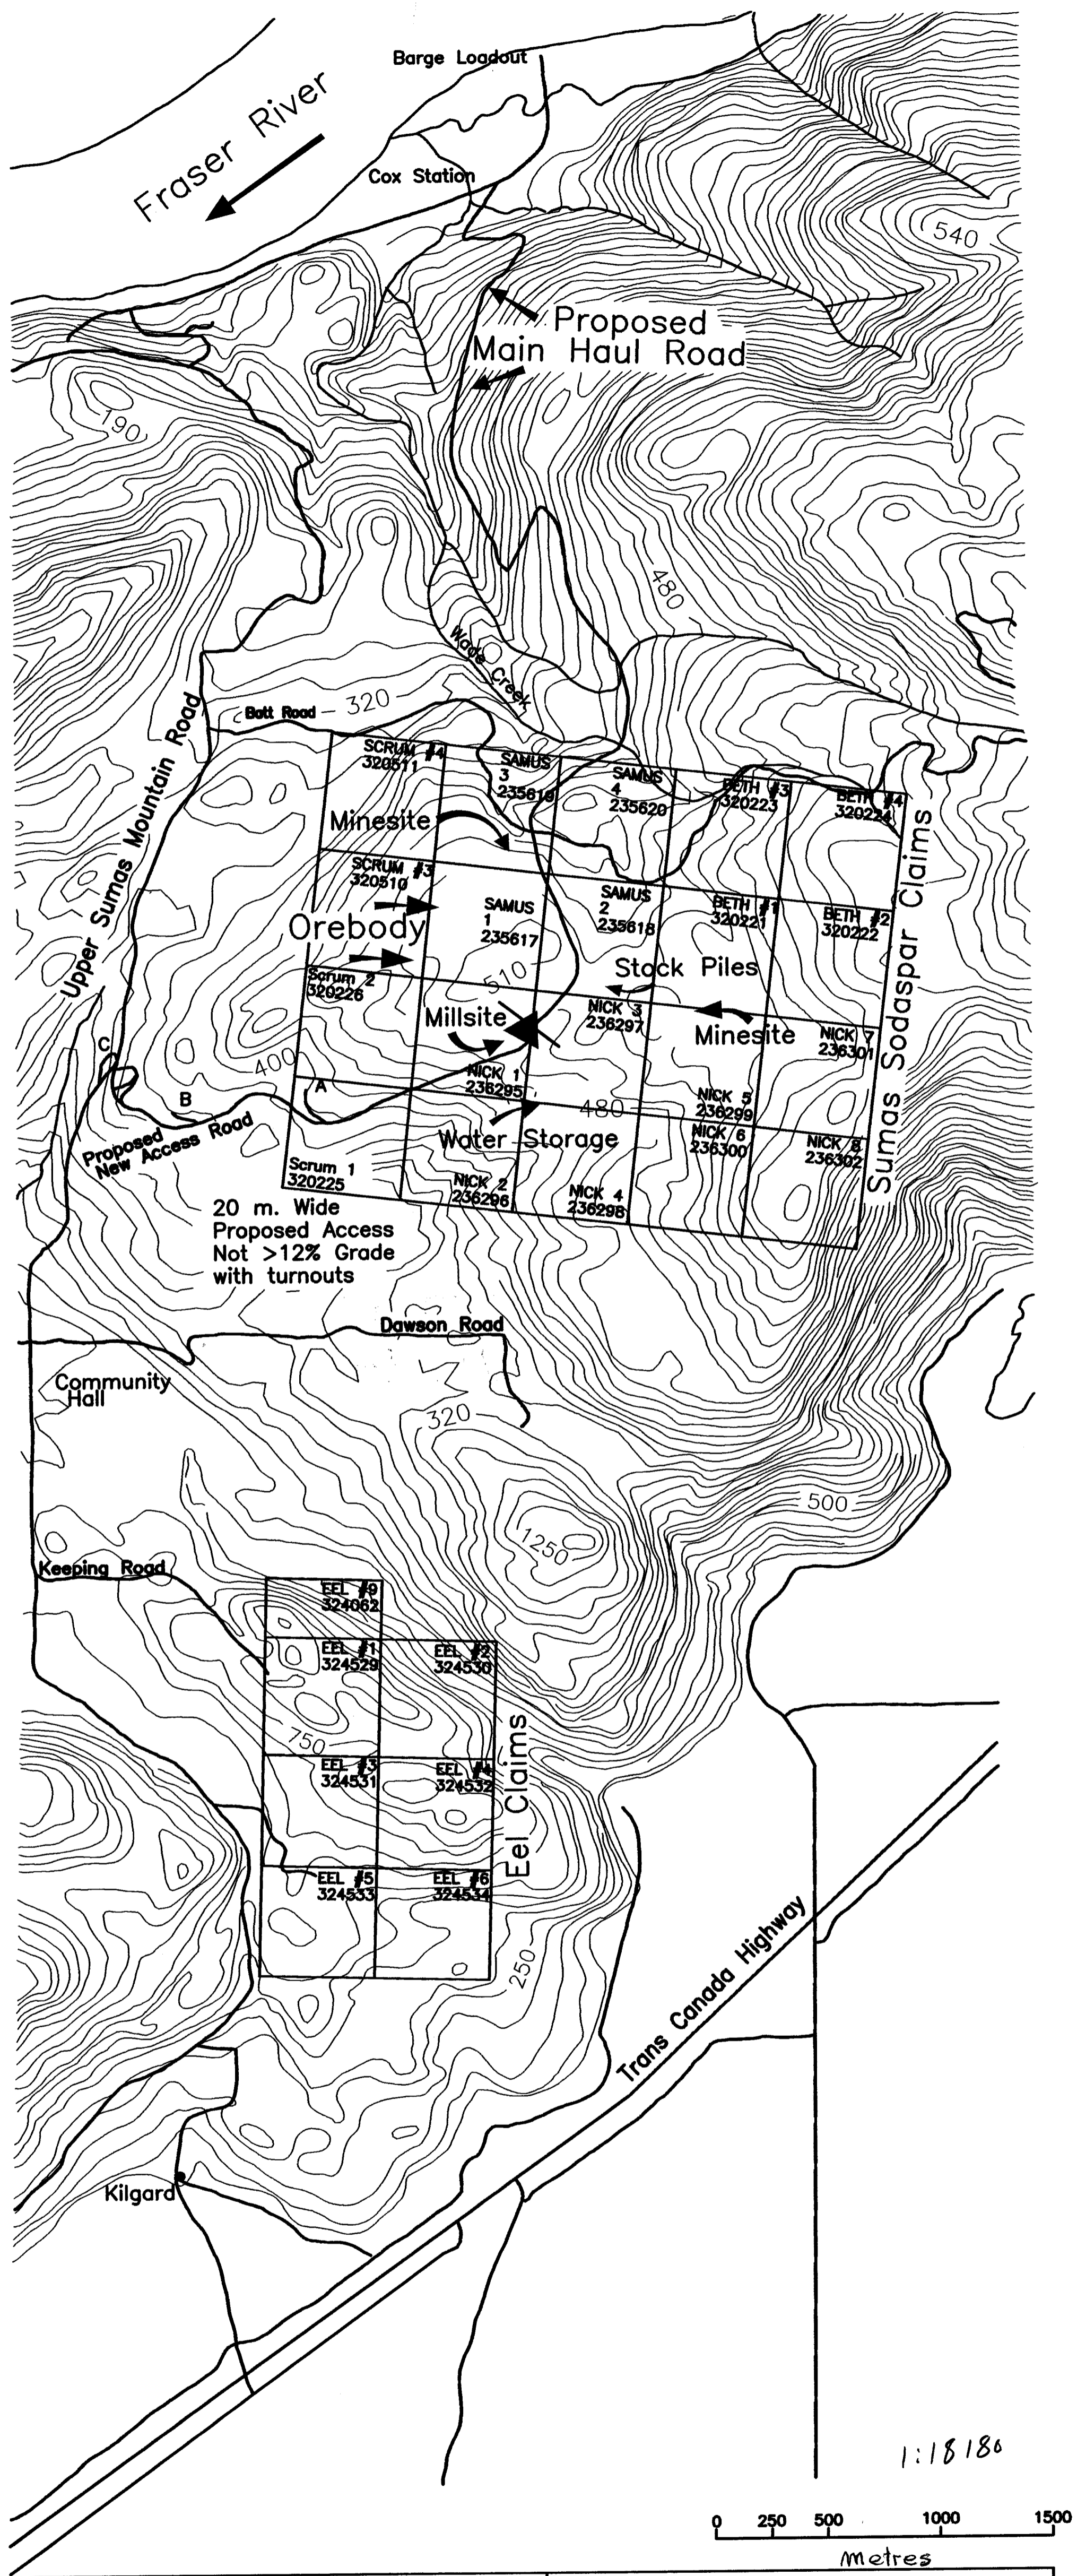 Barge Loadout
Fraser River
Cox Station
540
Proposed
Main Haul Road
190
480
Wade Creek
Bott Road
320
Upper Sumas Mountain Road
SCRUM #4
320511
SAMUS
3
235619
SAMUS
4
235620
BETH #3
320223
BETH #4
320224
Minesite
SCRUM #3
320510
SAMUS
1
235617
SAMUS
2
235618
BETH #1
320221
BETH #2
320222
Orebody
Stock Piles
510
Scrum 2
320226
Millsite
NICK 3
236297
Minesite
NICK 7
236301
Sumas Sodaspar Claims
C
400
A
B
NICK 1
236295
480
NICK 5
236299
Proposed
New Access Road
Water Storage
NICK 6
236300
NICK 8
236302
Scrum 1
320225
NICK 2
236296
NICK 4
236298
20 m. Wide
Proposed Access
Not >12% Grade
with turnouts
Dawson Road
Community
Hall
320
500
1250
Keeping Road
EEL #9
324062
EEL #1
324529
EEL #2
324530
750
EEL #3
324531
EEL #4
324532
Eel Claims
EEL #5
324533
EEL #6
324534
250
Trans Canada Highway
Kilgard
1:18180
0 250 500 1000 1500
Metres